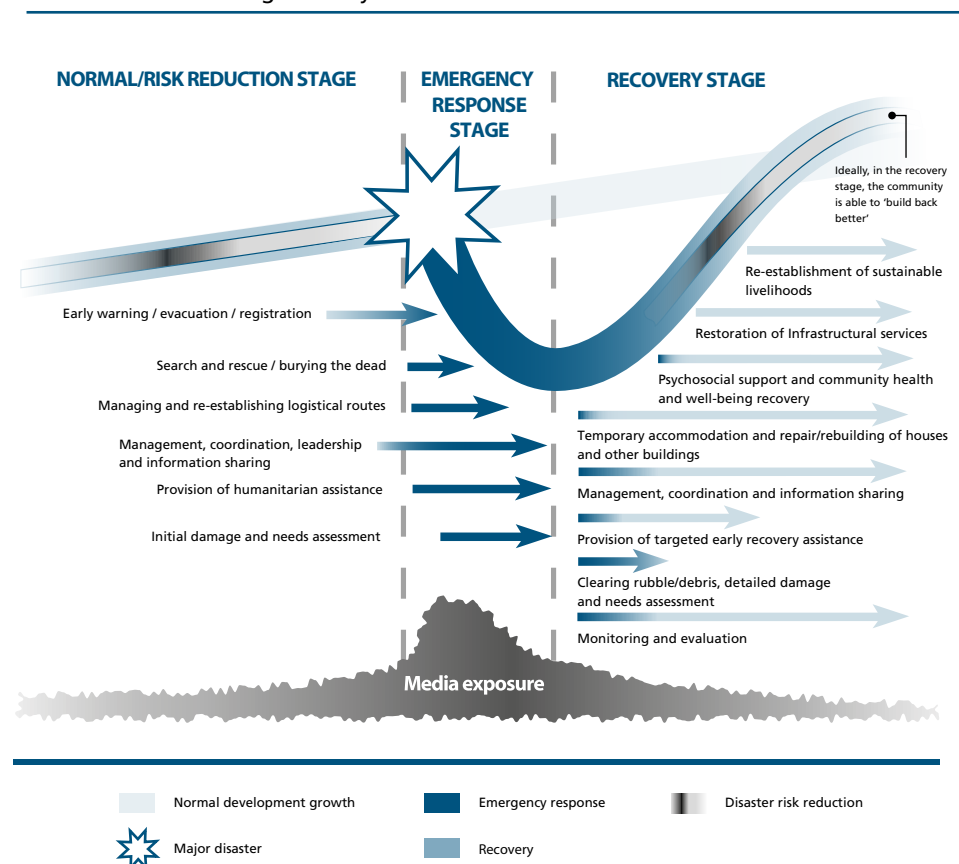 NORMAL/RISK REDUCTION STAGE
EMERGENCY
RESPONSE
STAGE
RECOVERY STAGE
Ideally, in the recovery
stage, the community
is able to ‘build back
better’
Early warning / evacuation / registration
Search and rescue / burying the dead
Managing and re-establishing logistical routes
Management, coordination, leadership
and information sharing
Provision of humanitarian assistance
Initial damage and needs assessment
Re-establishment of sustainable
livelihoods
Restoration of Infrastructural services
Psychosocial support and community health
and well-being recovery
Temporary accommodation and repair/rebuilding of houses
and other buildings
Management, coordination and information sharing
Provision of targeted early recovery assistance
Clearing rubble/debris, detailed damage
and needs assessment
Monitoring and evaluation
Media exposure
Normal development growth
Emergency response
Disaster risk reduction
Major disaster
Recovery